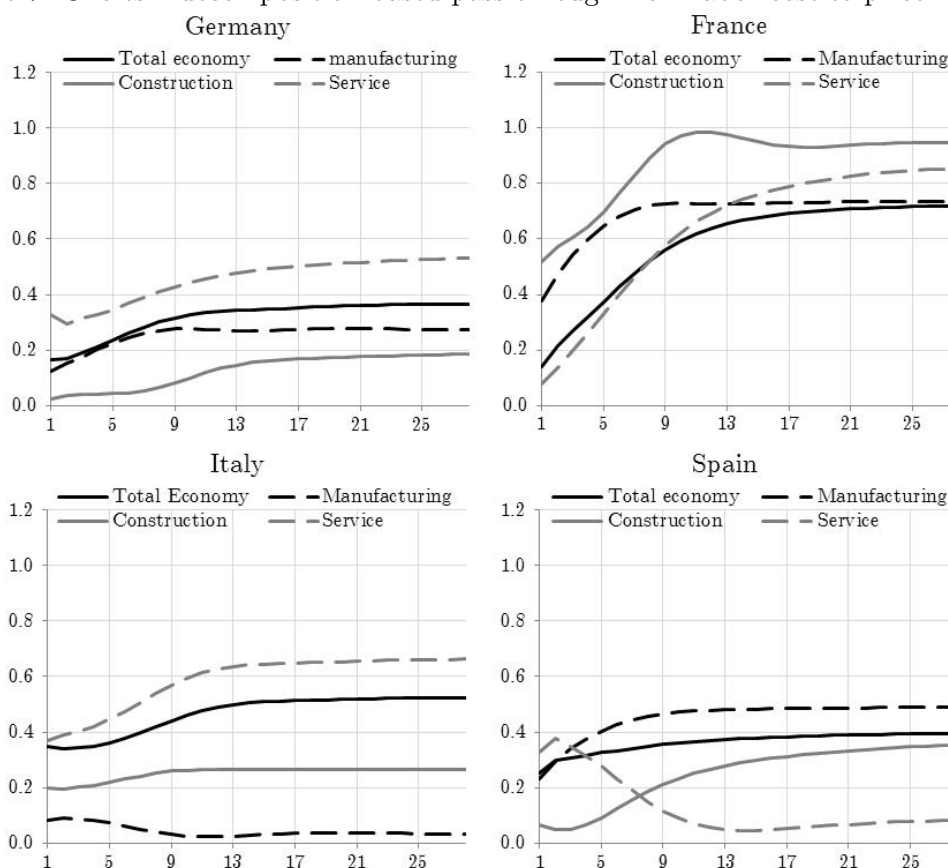 decomposition based pass-through
Germany
Total economy manufacturing
Construction Service
1.2
1.0
0.8
0.6
0.4
0.2
0.0
1 5 9 13 17 21 25
France
Total economy Manufacturing
Construction Service
1.2
1.0
0.8
0.6
0.4
0.2
0.0
1 5 9 13 17 21 25
Italy
Total Economy Manufacturing
Construction Service
1.2
1.0
0.8
0.6
0.4
0.2
0.0
1 5 9 13 17 21 25
Spain
Total economy Manufacturing
Construction Service
1.2
1.0
0.8
0.6
0.4
0.2
0.0
1 5 9 13 17 21 25